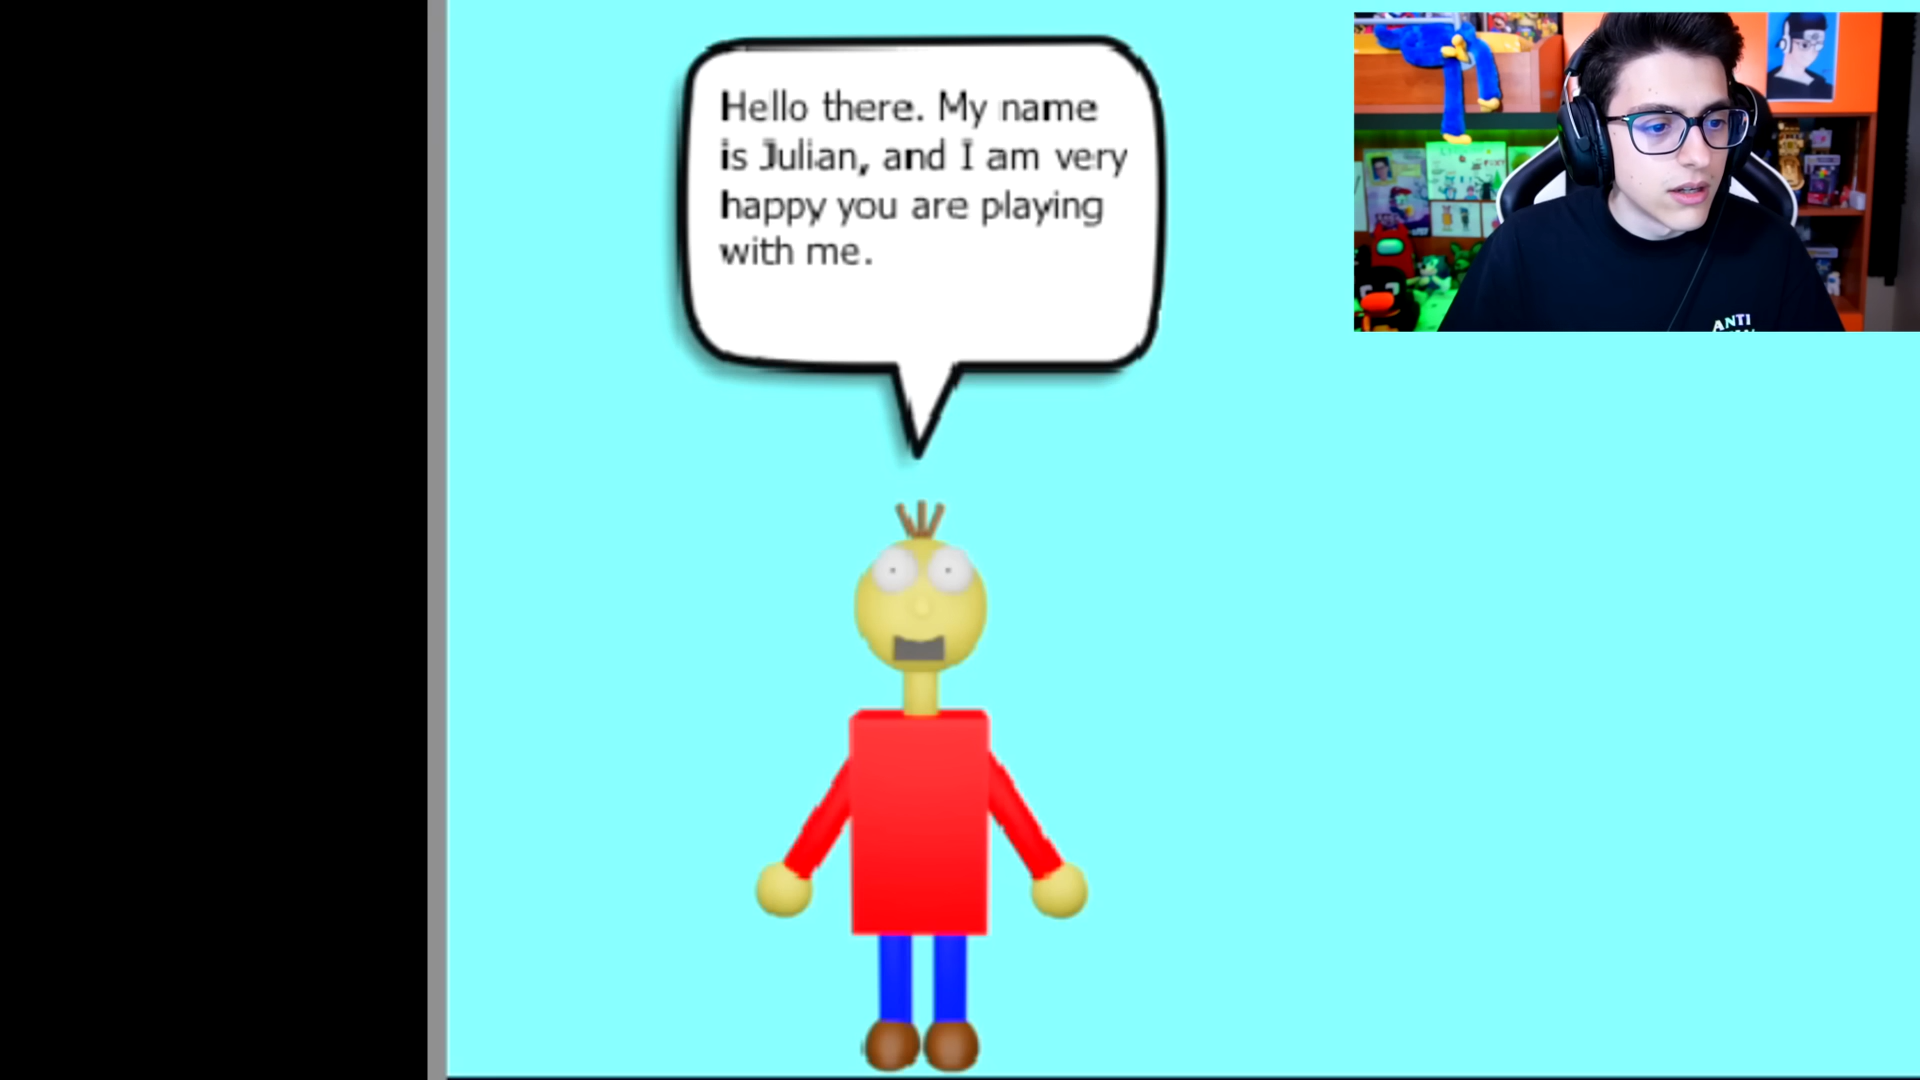 Hello there. My name
is Julian, and I am very
happy you are playing
with me.
ANTI